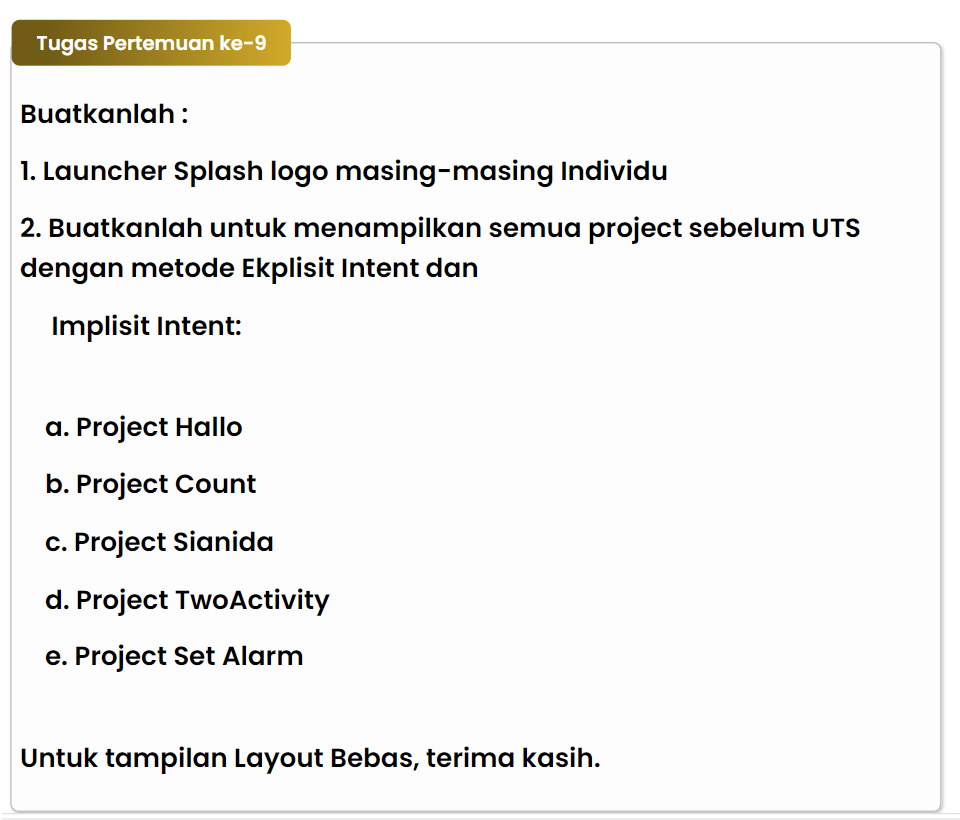 Tugas Pertemuan ke-9
Buatkanlah :
1. Launcher Splash logo masing-masing Individu
2. Buatkanlah untuk menampilkan semua project sebelum UTS
dengan metode Ekplisit Intent dan
Implisit Intent:
a. Project Hallo
b. Project Count
c. Project Sianida
d. Project TwoActivity
e. Project Set Alarm
Untuk tampilan Layout Bebas, terima kasih.